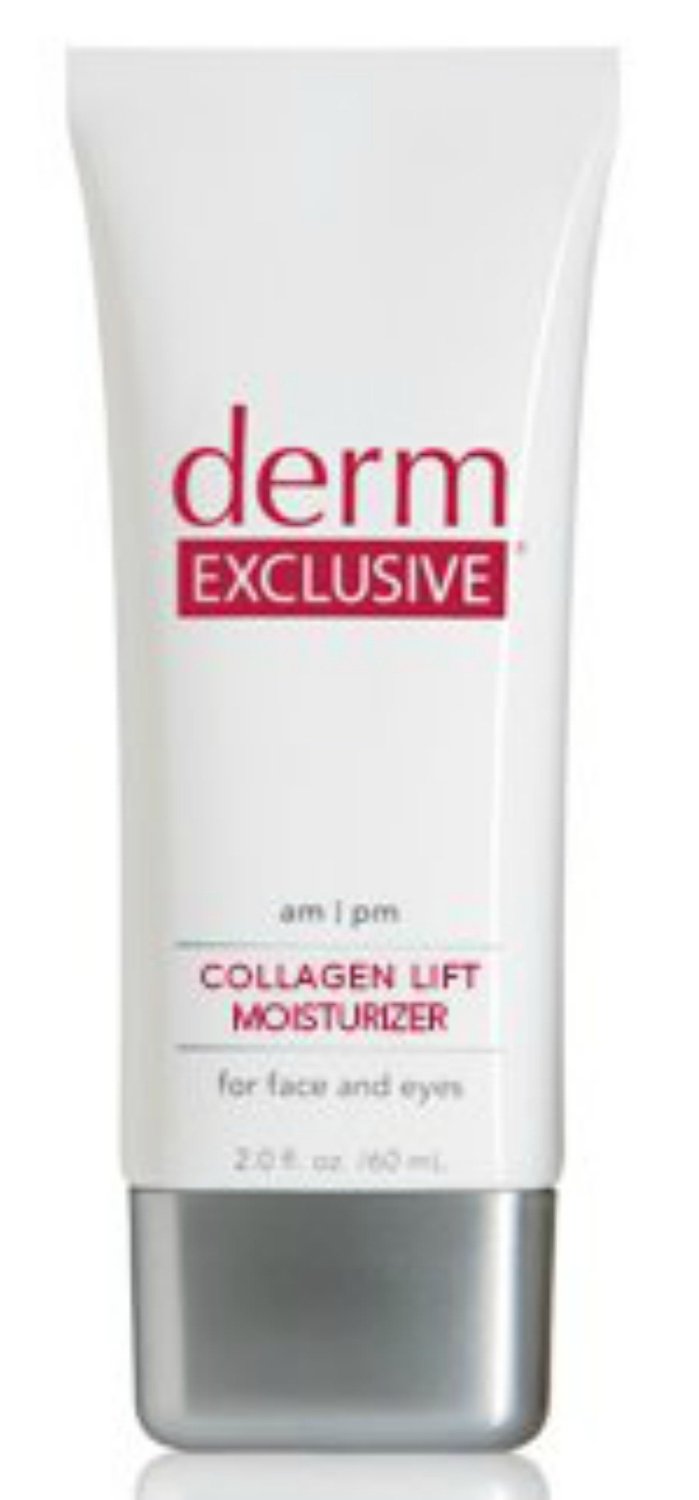 derm
EXCLUSIVE
am | pm
COLLAGEN LIFT
MOISTURIZER
for face and eyes
2.0 fl. oz. /60 mL